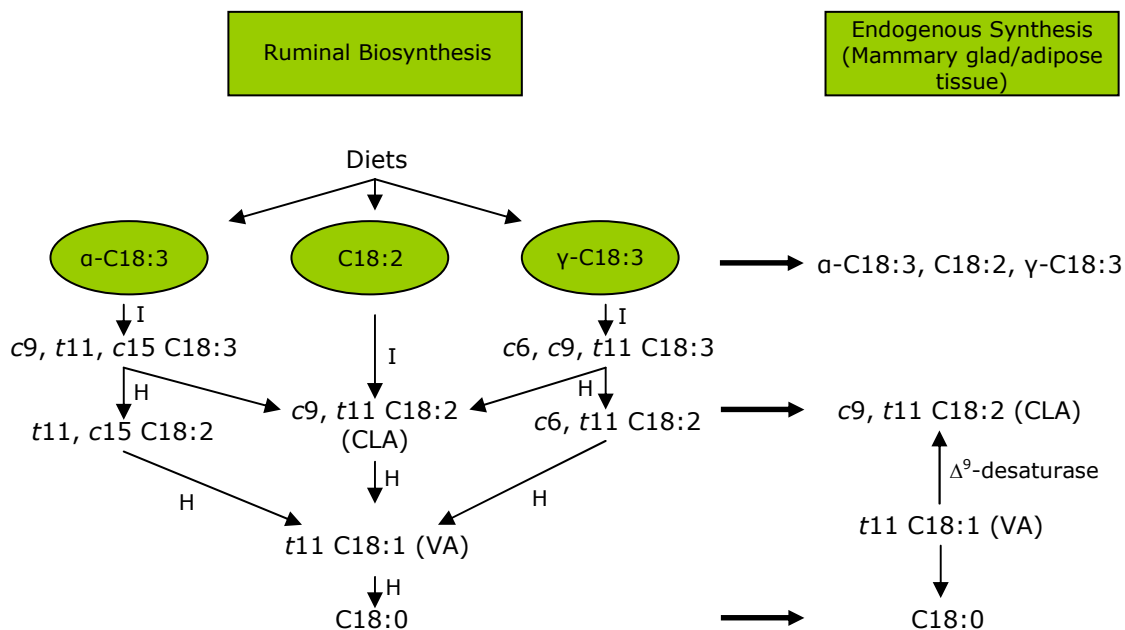 Ruminal Biosynthesis
Endogenous Synthesis
(Mammary glad/adipose
tissue)
Diets
α-C18:3
C18:2
γ-C18:3
α-C18:3, C18:2, γ-C18:3
I
I
c9, t11, c15 C18:3
c6, c9, t11 C18:3
I
H
H
c9, t11 C18:2
(CLA)
t11, c15 C18:2
c6, t11 C18:2
c9, t11 C18:2 (CLA)
H
H
H
Δ⁹-desaturase
t11 C18:1 (VA)
t11 C18:1 (VA)
H
C18:0
C18:0